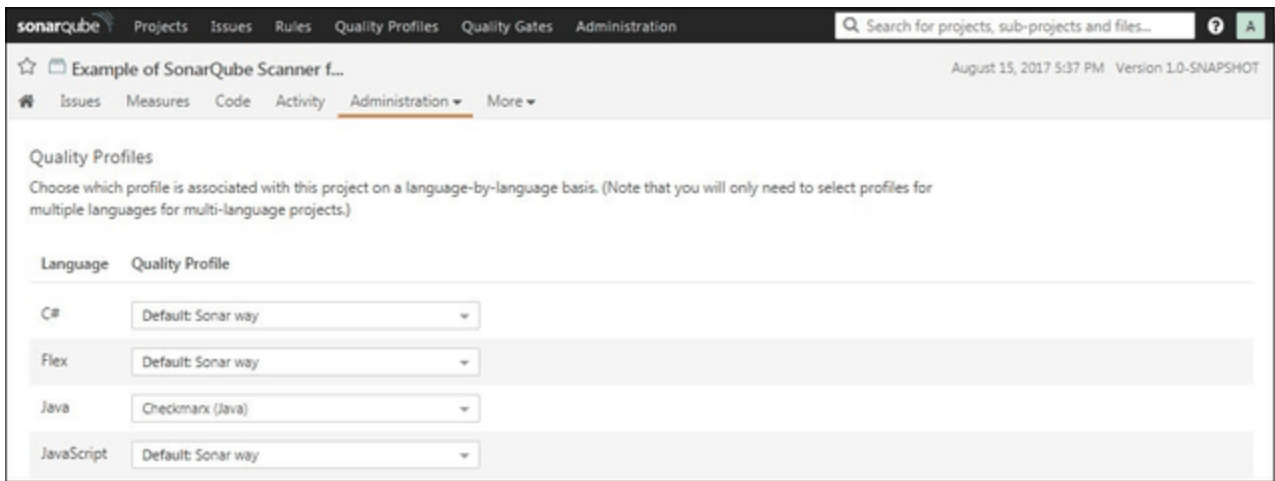 sonarqube Projects Issues Rules Quality Profiles Quality Gates Administration Search for projects, sub-projects and files... ? A
Example of SonarQube Scanner f... August 15, 2017 5:37 PM Version 1.0-SNAPSHOT
Issues Measures Code Activity Administration More
Quality Profiles
Choose which profile is associated with this project on a language-by-language basis. (Note that you will only need to select profiles for
multiple languages for multi-language projects.)
Language Quality Profile
C# Default: Sonar way
Flex Default: Sonar way
Java Checkmarx (Java)
JavaScript Default: Sonar way